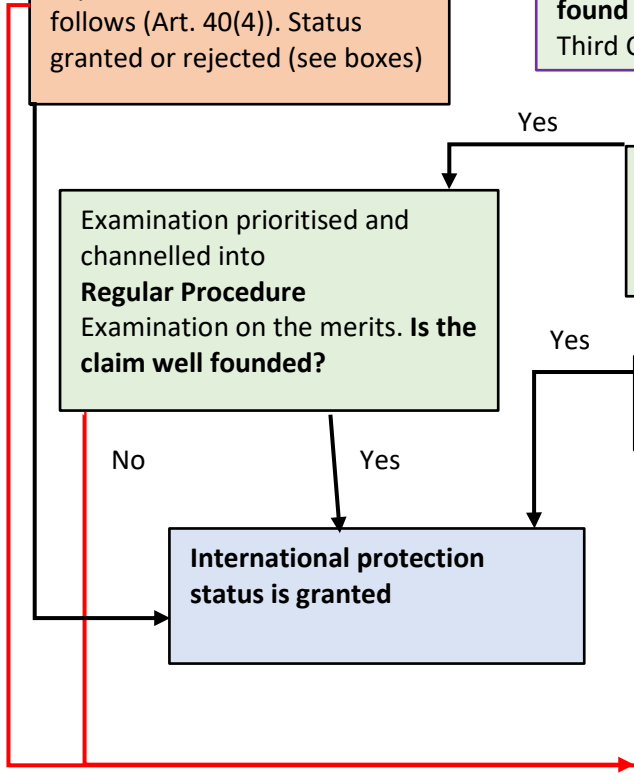 follows (Art. 40(4)). Status
granted or rejected (see boxes)
found
Third
Yes
Examination prioritised and
channelled into
Regular Procedure
Examination on the merits. Is the
claim well founded?
Yes
No
Yes
International protection
status is granted